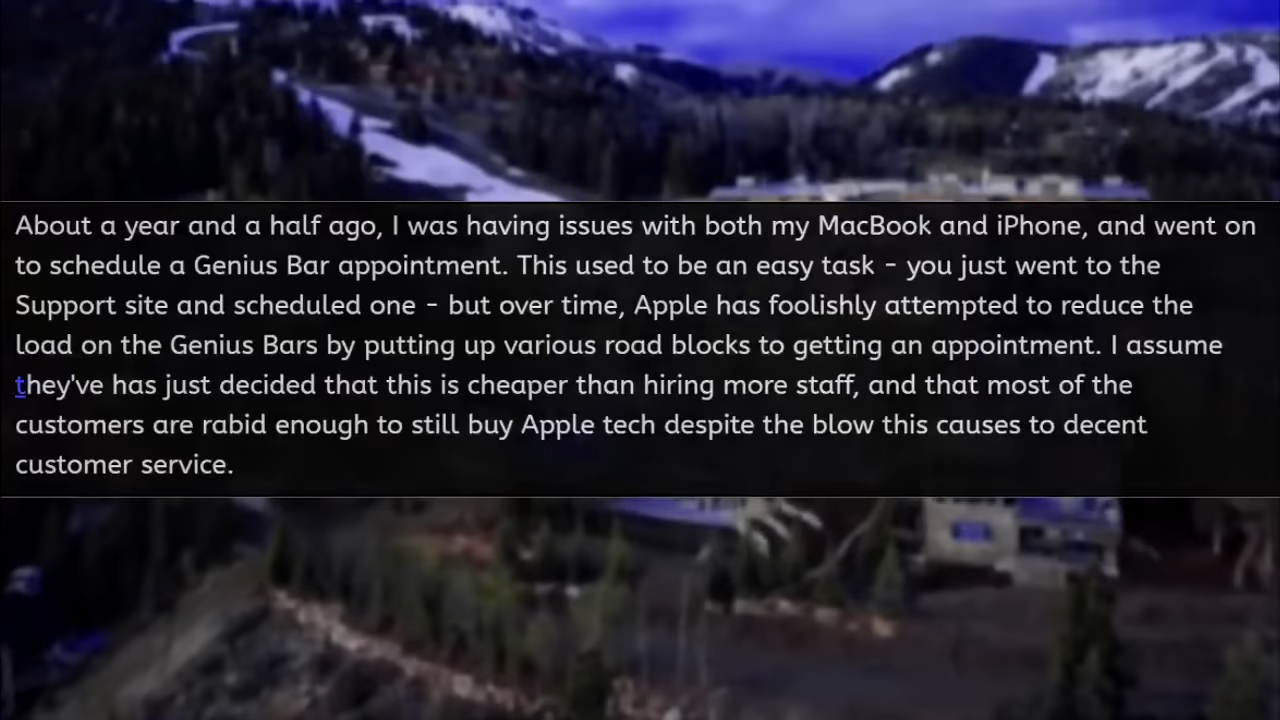 About a year and a half ago, I was having issues with both my MacBook and iPhone, and went on
to schedule a Genius Bar appointment. This used to be an easy task - you just went to the
Support site and scheduled one - but over time, Apple has foolishly attempted to reduce the
load on the Genius Bars by putting up various road blocks to getting an appointment. I assume
they've has just decided that this is cheaper than hiring more staff, and that most of the
customers are rabid enough to still buy Apple tech despite the blow this causes to decent
customer service.